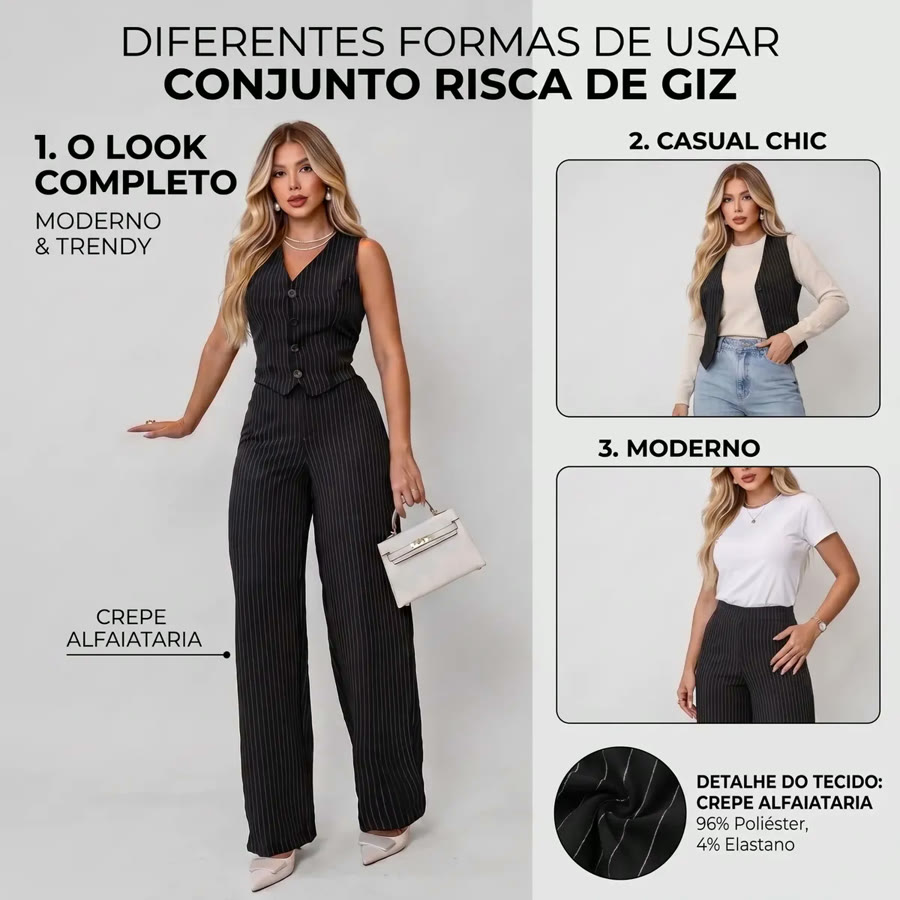 DIFERENTES FORMAS DE USAR
CONJUNTO RISCA DE GIZ
1. O LOOK
COMPLETO
MODERNO
& TRENDY
CREPE
ALFAIATARIA
2. CASUAL CHIC
3. MODERNO
DETALHE DO TECIDO:
CREPE ALFAIATARIA
96% Poliéster,
4% Elastano